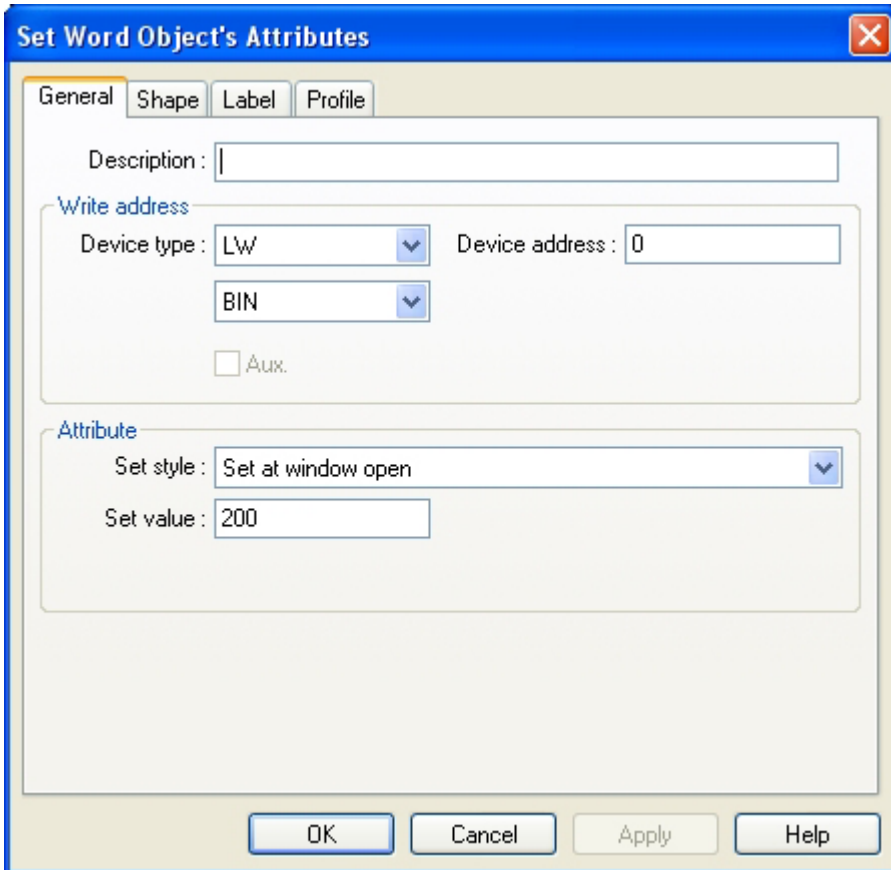 Set Word Object's Attributes
General Shape Label Profile
Description :
Write address
Device type : LW Device address : 0
BIN
Aux.
Attribute
Set style : Set at window open
Set value : 200
OK Cancel Apply Help